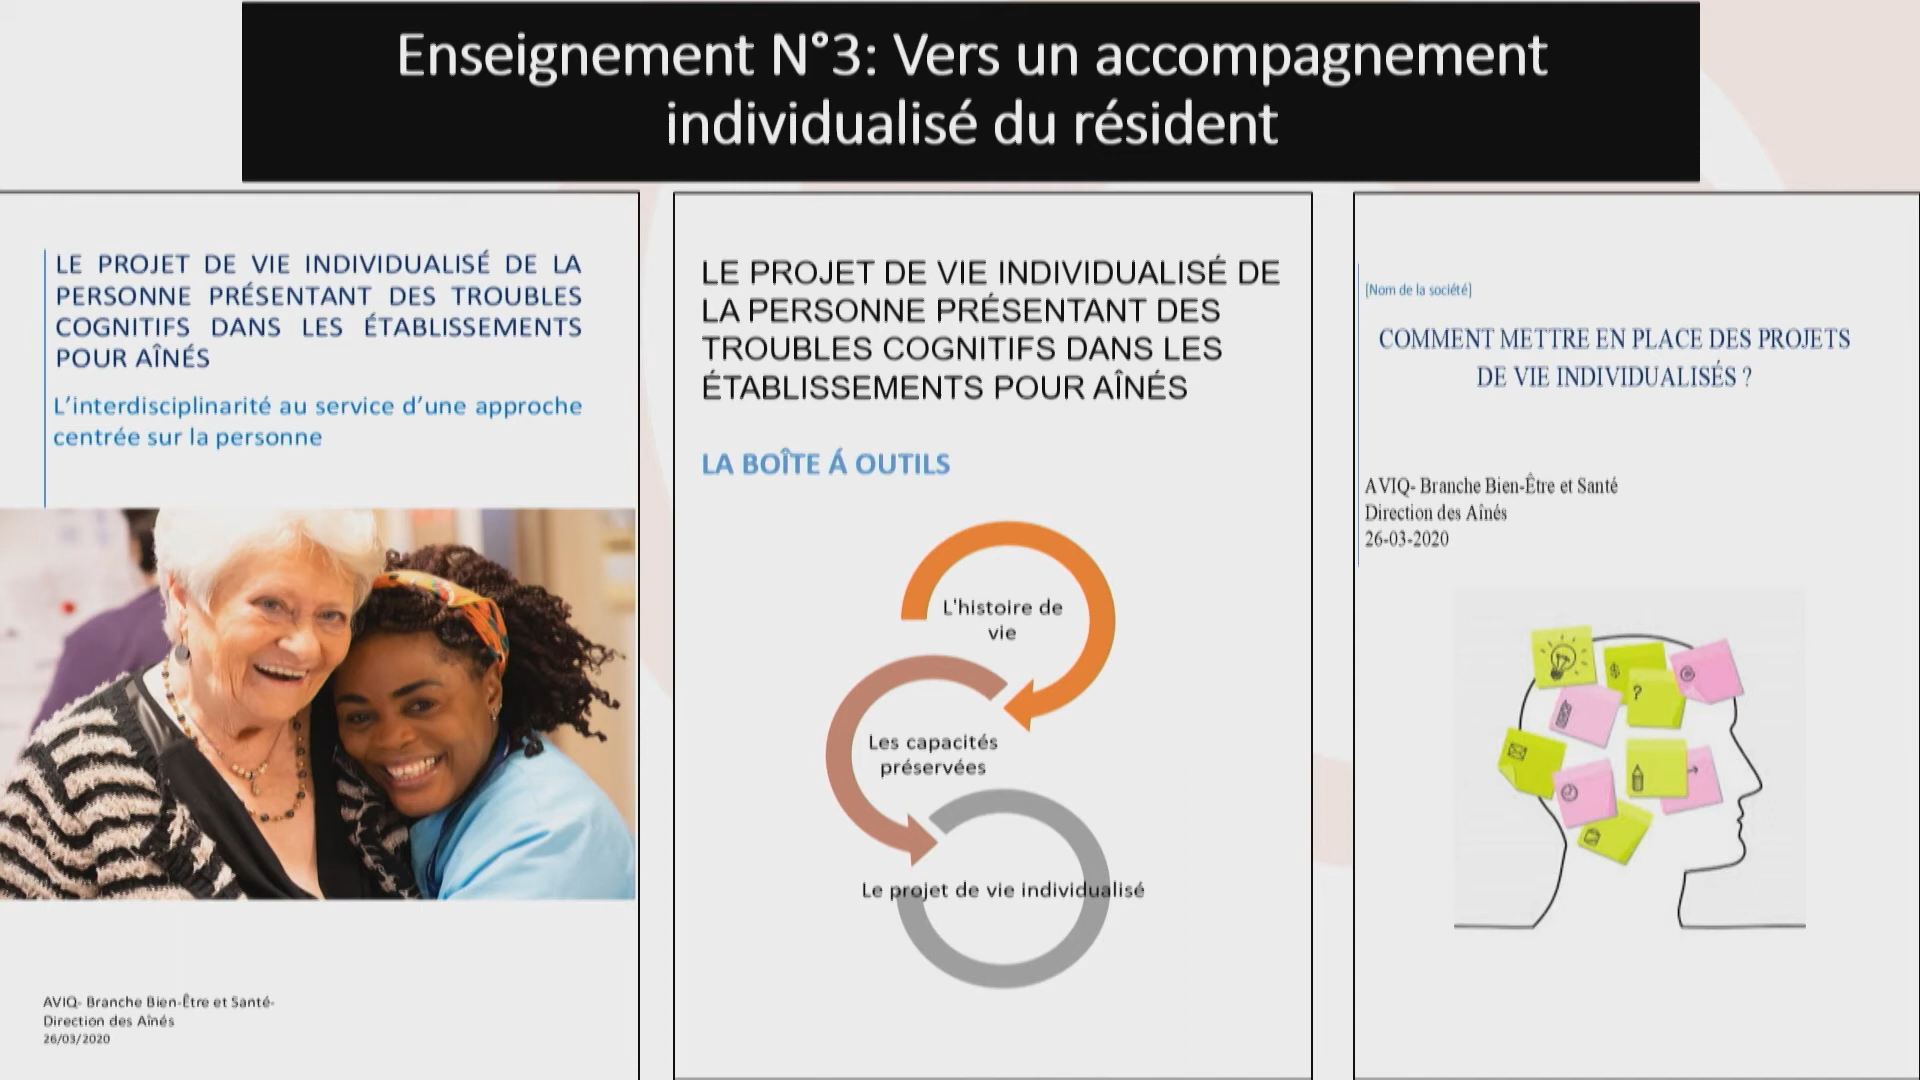 Enseignement N°3: Vers un accompagnement
individualisé du résident
LE PROJET DE VIE INDIVIDUALISÉ DE LA
PERSONNE PRÉSENTANT DES TROUBLES
COGNITIFS DANS LES ÉTABLISSEMENTS
POUR AÎNÉS
L'interdisciplinarité au service d'une approche
centrée sur la personne
AVIQ- Branche Bien-Être et Santé-
Direction des Aînés
26/03/2020
LE PROJET DE VIE INDIVIDUALISÉ DE
LA PERSONNE PRÉSENTANT DES
TROUBLES COGNITIFS DANS LES
ÉTABLISSEMENTS POUR AÎNÉS
LA BOÎTE Á OUTILS
L'histoire de
vie
Les capacités
préservées
Le projet de vie individualisé
[Nom de la société]
COMMENT METTRE EN PLACE DES PROJETS
DE VIE INDIVIDUALISÉS ?
AVIQ- Branche Bien-Être et Santé
Direction des Aînés
26-03-2020
$
?